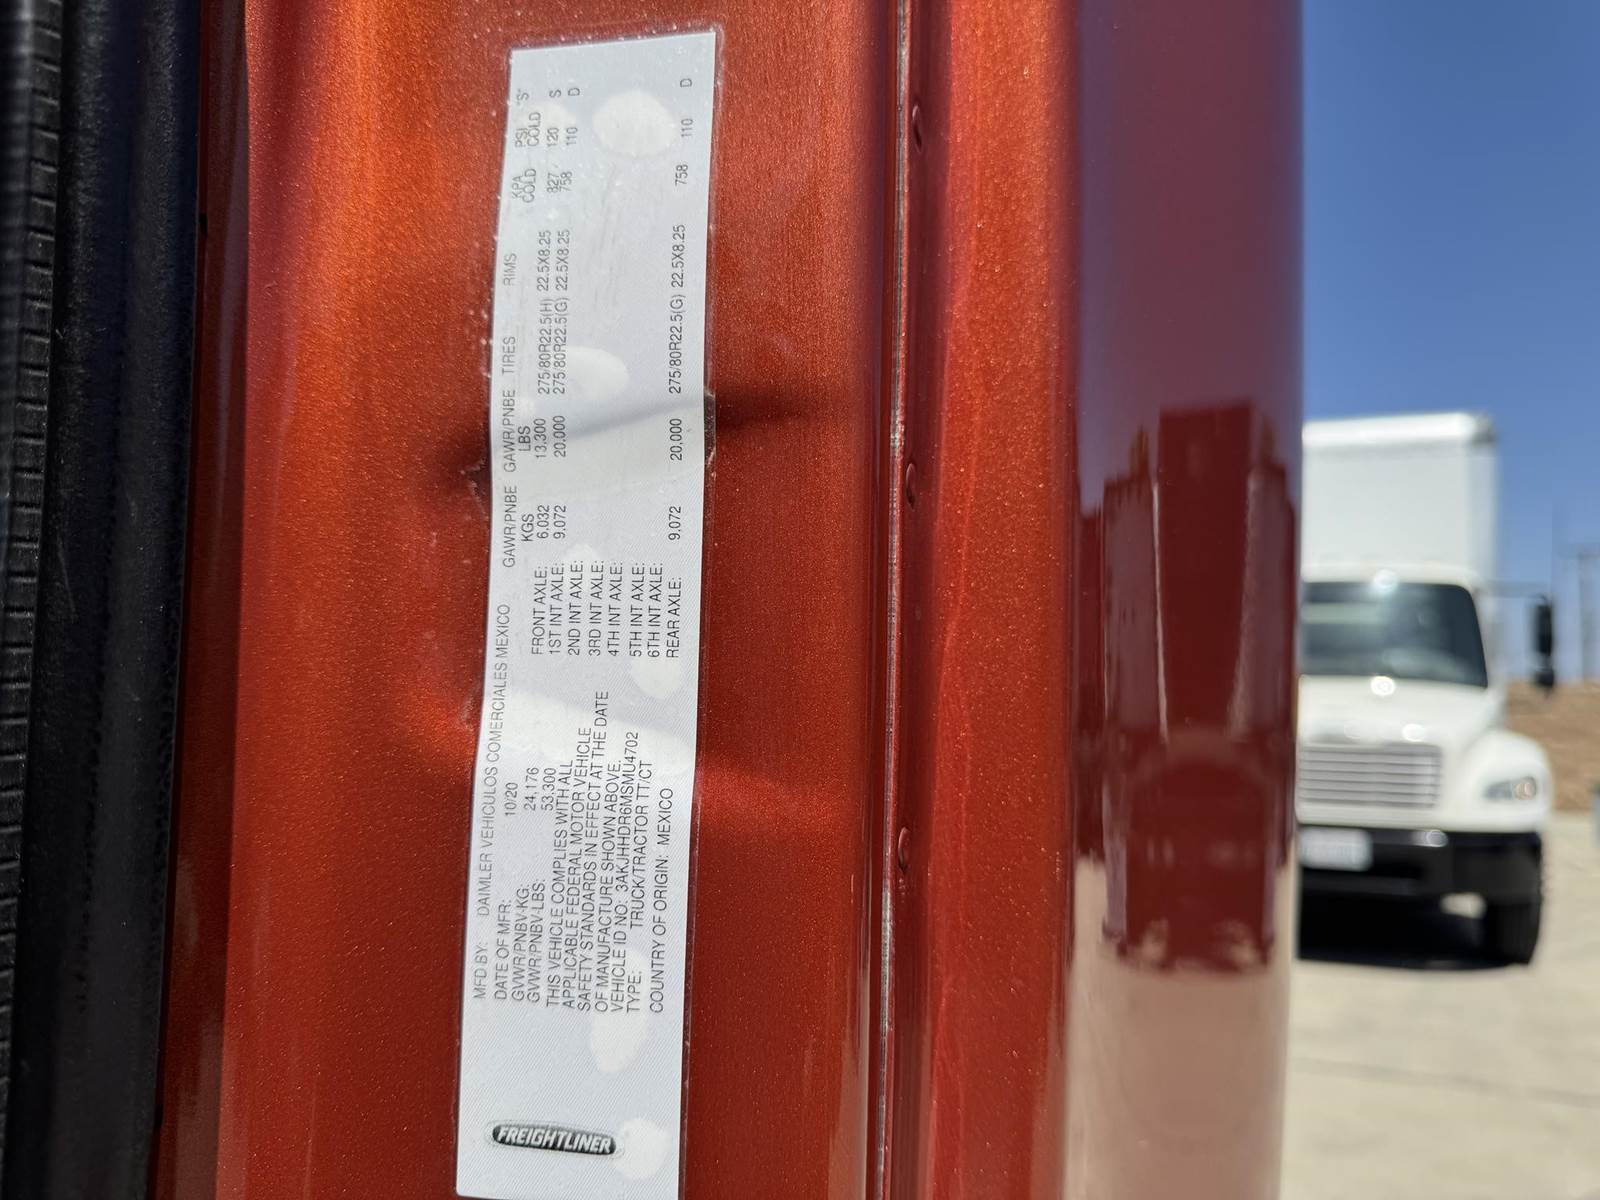 MFD BY: DAIMLER VEHICULOS COMERCIALES MEXICO
DATE OF MFR: 10/20
GVWR/PNBV-KG: 24,176
GVWR/PNBV-LBS: 53,300
THIS VEHICLE COMPLIES WITH ALL
APPLICABLE FEDERAL MOTOR VEHICLE
SAFETY STANDARDS IN EFFECT AT THE DATE
OF MANUFACTURE SHOWN ABOVE.
VEHICLE ID NO: 3AKJHHDR6MSMU4702
TYPE: TRUCK/TRACTOR TT/CT
COUNTRY OF ORIGIN: MEXICO
GAWR/PNBE GAWR/PNBE TIRES RIMS KPA PSI "S"
KGS LBS COLD COLD
FRONT AXLE: 6,032 13,300 275/80R22.5(H) 22.5X8.25 827 120 S
1ST INT AXLE: 9,072 20,000 275/80R22.5(G) 22.5X8.25 758 110 D
2ND INT AXLE:
3RD INT AXLE:
4TH INT AXLE:
5TH INT AXLE:
6TH INT AXLE:
REAR AXLE: 9,072 20,000 275/80R22.5(G) 22.5X8.25 758 110 D
FREIGHTLINER